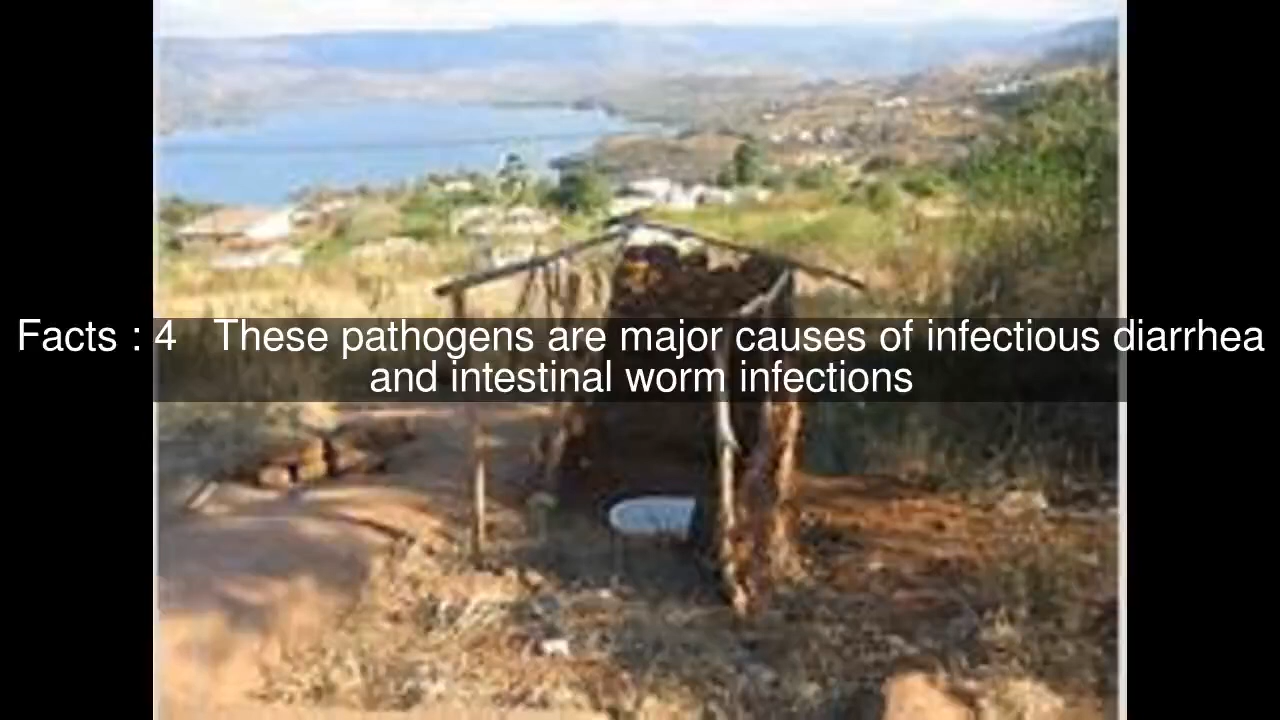 Facts : 4   These pathogens are major causes of infectious diarrhea
and intestinal worm infections